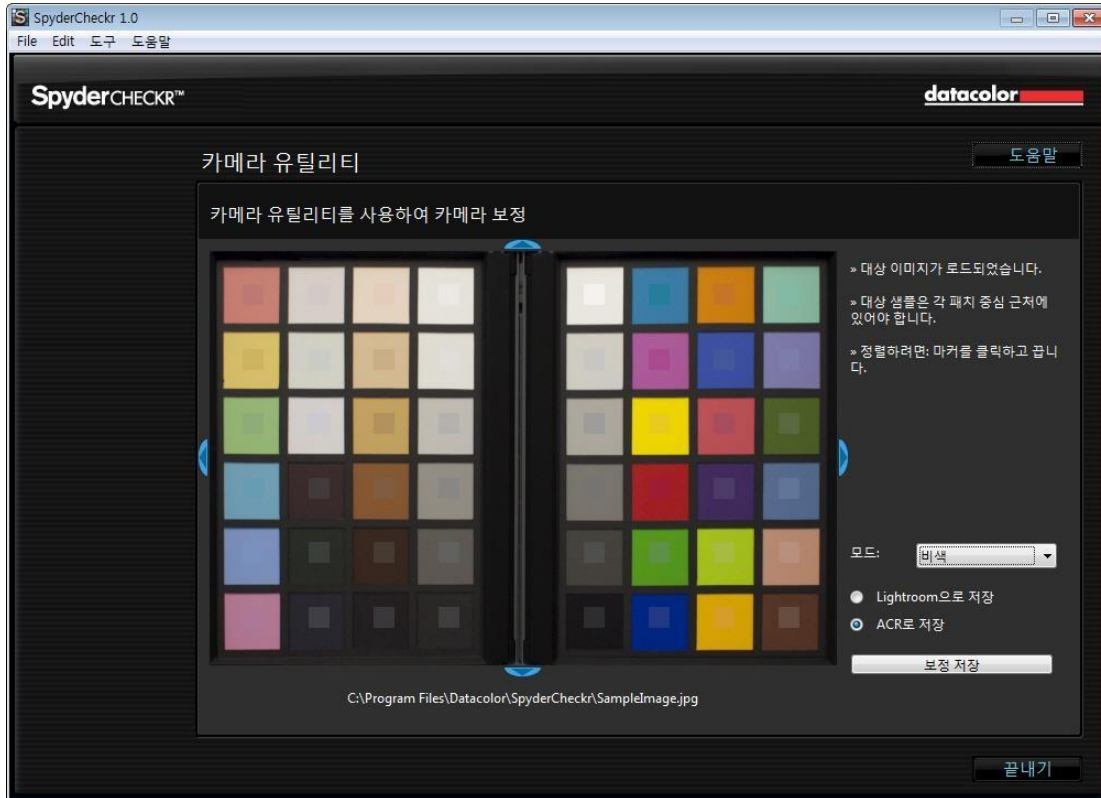 SpyderCheckr 1.0
File Edit 도구 도움말
SpyderCHECKR™
datacolor
카메라 유틸리티
도움말
카메라 유틸리티를 사용하여 카메라 보정
» 대상 이미지가 로드되었습니다.
» 대상 샘플은 각 패치 중심 근처에
있어야 합니다.
» 정렬하려면: 마커를 클릭하고 끕니
다.
모드: 비색
Lightroom으로 저장
ACR로 저장
보정 저장
C:\Program Files\Datacolor\SpyderCheckr\SampleImage.jpg
끝내기